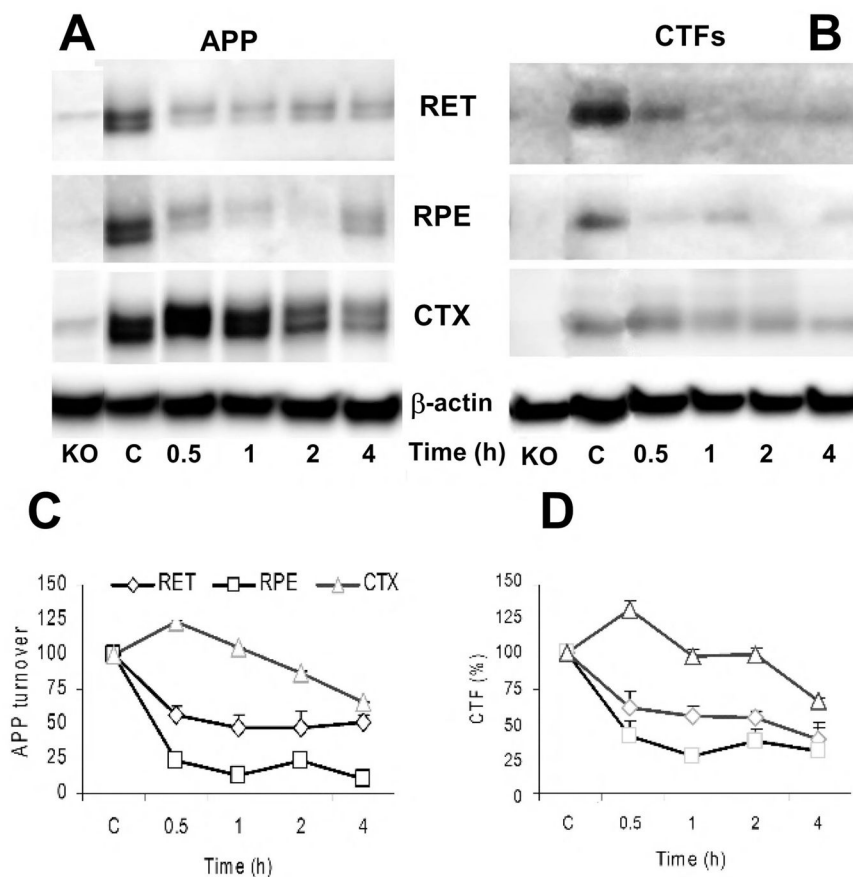 A APP CTFs B
RET
RPE
CTX
β-actin
KO C 0.5 1 2 4 Time (h) KO C 0.5 1 2 4
C
RET RPE CTX
APP turnover
150
125
100
75
50
25
0
C 0.5 1 2 4
Time (h)
D
CTF (%)
150
125
100
75
50
25
0
C 0.5 1 2 4
Time (h)